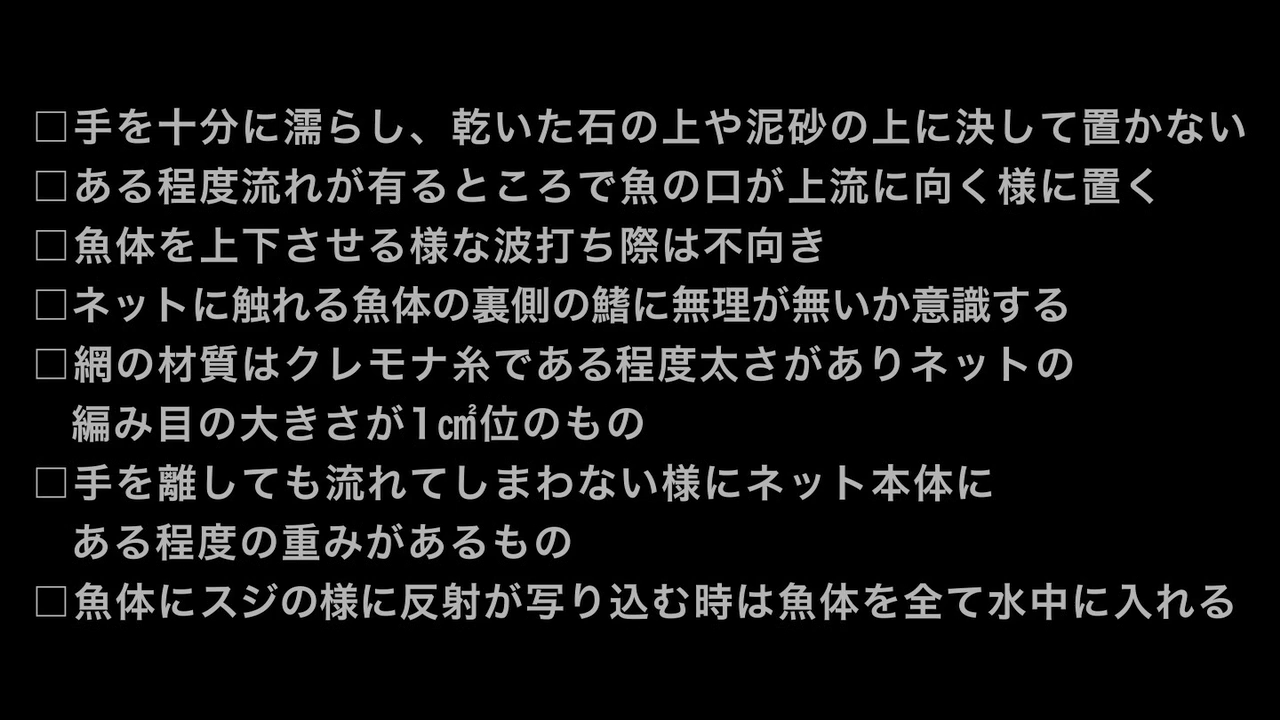 □手を十分に濡らし、乾いた石の上や泥砂の上に決して置かない
□ある程度流れが有るところで魚の口が上流に向く様に置く
□魚体を上下させる様な波打ち際は不向き
□ネットに触れる魚体の裏側の鰭に無理が無いか意識する
□網の材質はクレモナ糸である程度太さがありネットの
編み目の大きさが1㎠位のもの
□手を離しても流れてしまわない様にネット本体に
ある程度の重みがあるもの
□魚体にスジの様に反射が写り込む時は魚体を全て水中に入れる